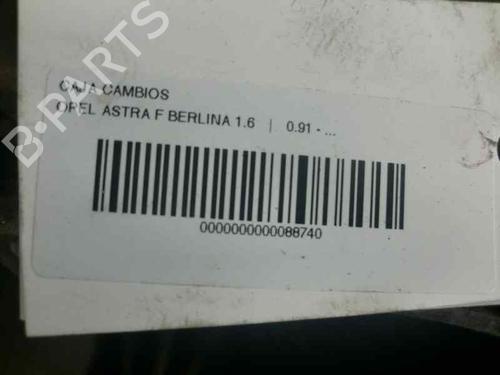 B-PARTS
CAJA CAMBIOS
OPEL ASTRA F BERLINA 1.6 | 0.91 - ...
0000000000088740